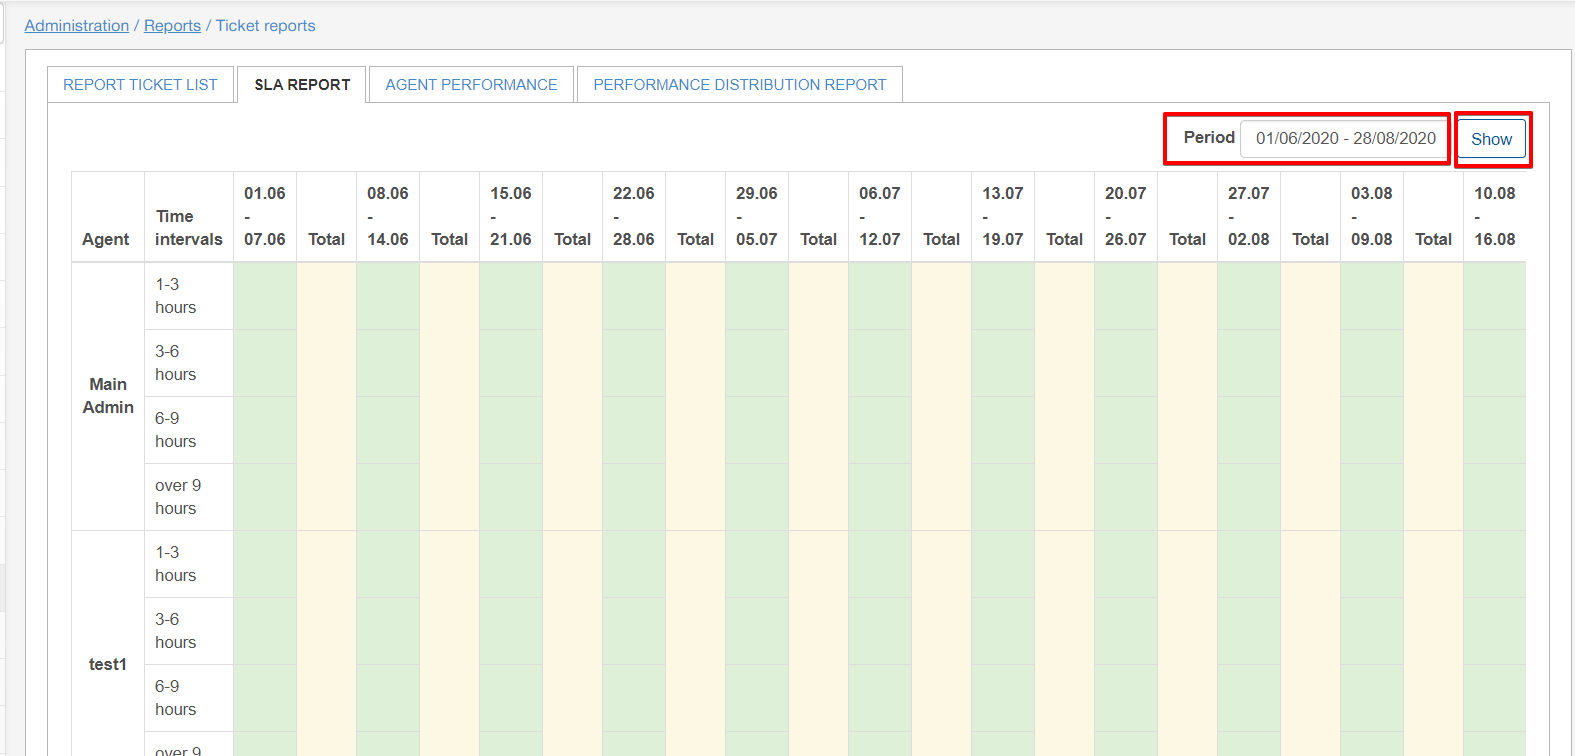 Administration / Reports / Ticket reports
REPORT TICKET LIST
SLA REPORT
AGENT PERFORMANCE
PERFORMANCE DISTRIBUTION REPORT
Period 01/06/2020 - 28/08/2020 Show
Agent
Time
intervals
01.06
-
07.06
Total
08.06
-
14.06
Total
15.06
-
21.06
Total
22.06
-
28.06
Total
29.06
-
05.07
Total
06.07
-
12.07
Total
13.07
-
19.07
Total
20.07
-
26.07
Total
27.07
-
02.08
Total
03.08
-
09.08
Total
10.08
-
16.08
Main
Admin
1-3
hours
3-6
hours
6-9
hours
over 9
hours
test1
1-3
hours
3-6
hours
6-9
hours
over 9